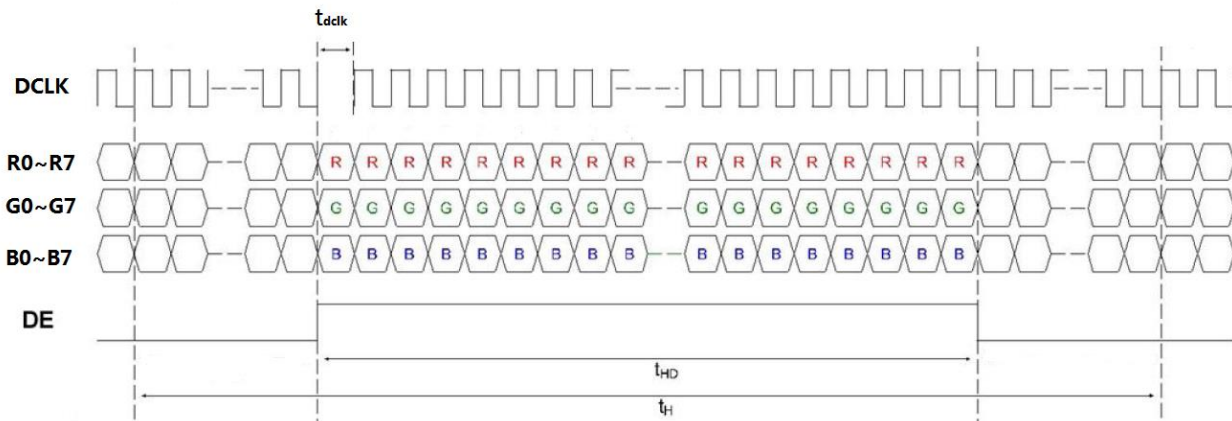 tdclk
DCLK
R0~R7 R R R R R R R R R R R R R R R R R
G0~G7 G G G G G G G G G G G G G G G G G
B0~B7 B B B B B B B B B B B B B B B B B
DE
tHD
tH